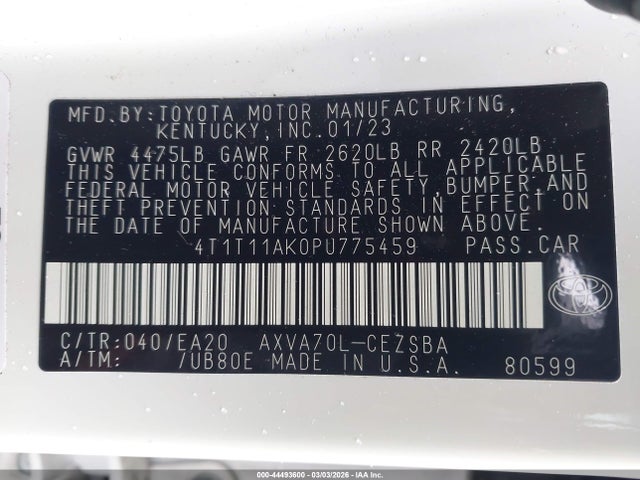 MFD.BY:TOYOTA MOTOR MANUFACTURING,
KENTUCKY,INC.01/23
GVWR 4475LB GAWR FR 2620LB RR 2420LB
THIS VEHICLE CONFORMS TO ALL APPLICABLE
FEDERAL MOTOR VEHICLE SAFETY,BUMPER,AND
THEFT PREVENTION STANDARDS IN EFFECT ON
THE DATE OF MANUFACTURE SHOWN ABOVE.
4T1T11AK0PU775459 PASS.CAR
C/TR:040/EA20 AXVA70L-CEZSBA
A/TM: /UB80E MADE IN U.S.A. 80599
000-44493600 - 03/03/2026 - IAA Inc.